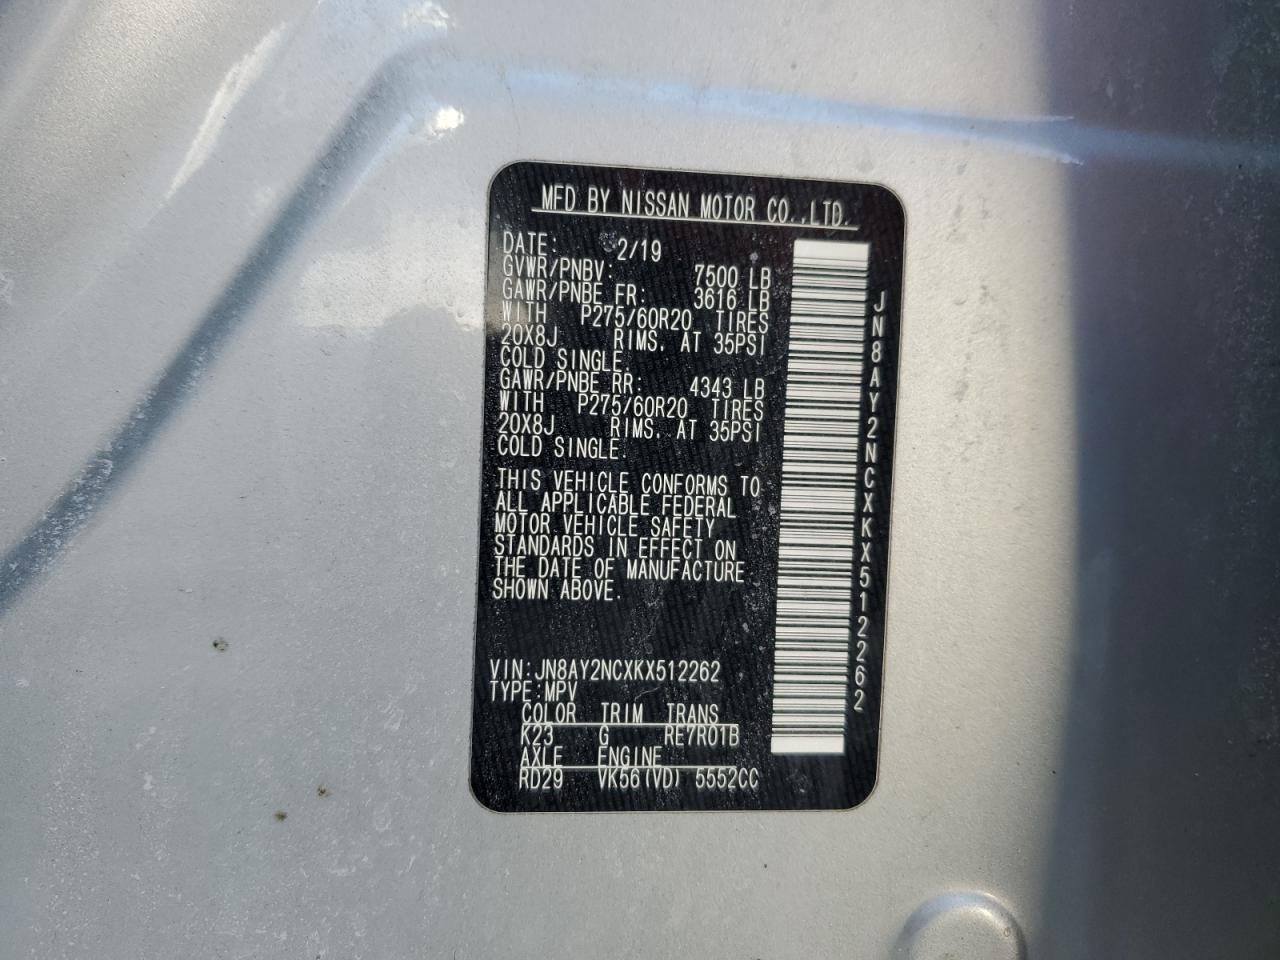 MFD BY NISSAN MOTOR CO.,LTD.
DATE: 2/19
GVWR/PNBV: 7500 LB
GAWR/PNBE FR: 3616 LB
WITH P275/60R20 TIRES
20X8J RIMS, AT 35PSI
COLD SINGLE.
GAWR/PNBE RR: 4343 LB
WITH P275/60R20 TIRES
20X8J RIMS, AT 35PSI
COLD SINGLE.
THIS VEHICLE CONFORMS TO
ALL APPLICABLE FEDERAL
MOTOR VEHICLE SAFETY
STANDARDS IN EFFECT ON
THE DATE OF MANUFACTURE
SHOWN ABOVE.
VIN:JN8AY2NCXKX512262
TYPE:MPV
COLOR TRIM TRANS
K23 G RE7R01B
AXLE ENGINE
RD29 VK56(VD) 5552CC
JN8AY2NCXKX512262